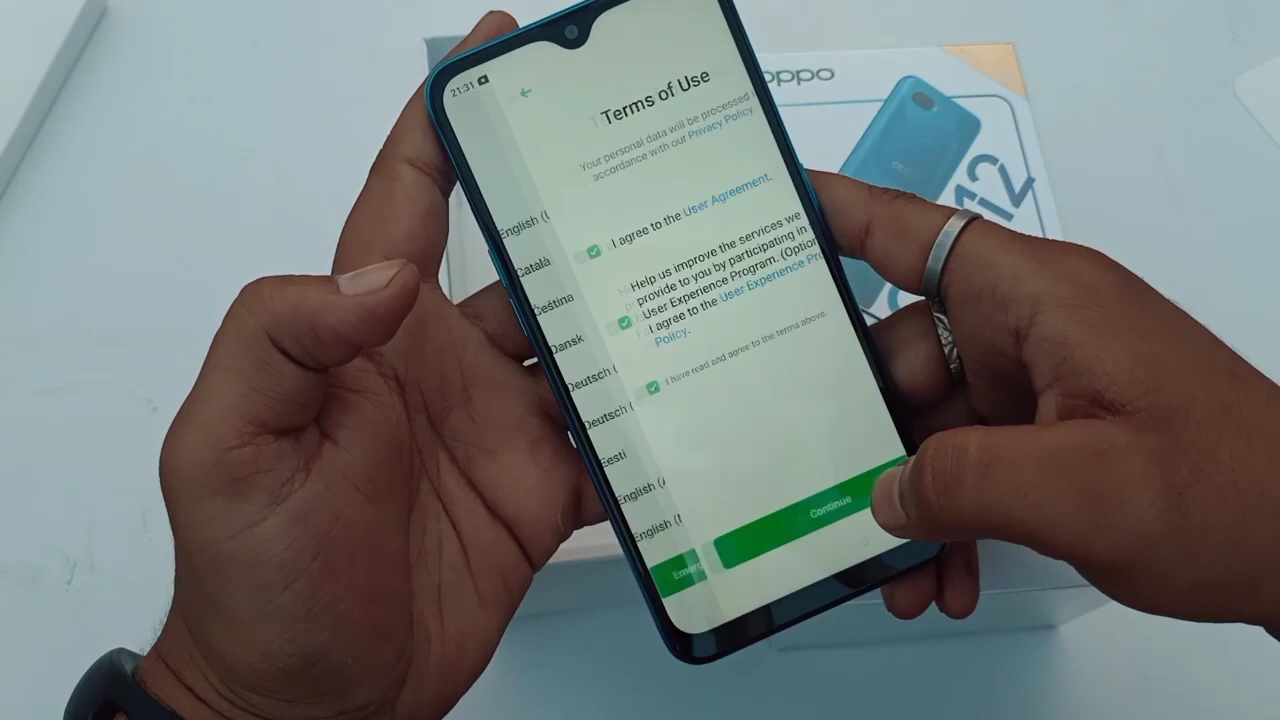 oppo
A12
21:31
Terms of Use
Your personal data will be processed
accordance with our Privacy Policy
I agree to the User Agreement.
Help us improve the services we
provide to you by participating in
User Experience Program. (Option
I agree to the User Experience Pro
Policy.
I have read and agree to the terms above.
Continue
English (
Català
Čeština
Dansk
Deutsch (
Deutsch (
Eesti
English (
English (
Emerg